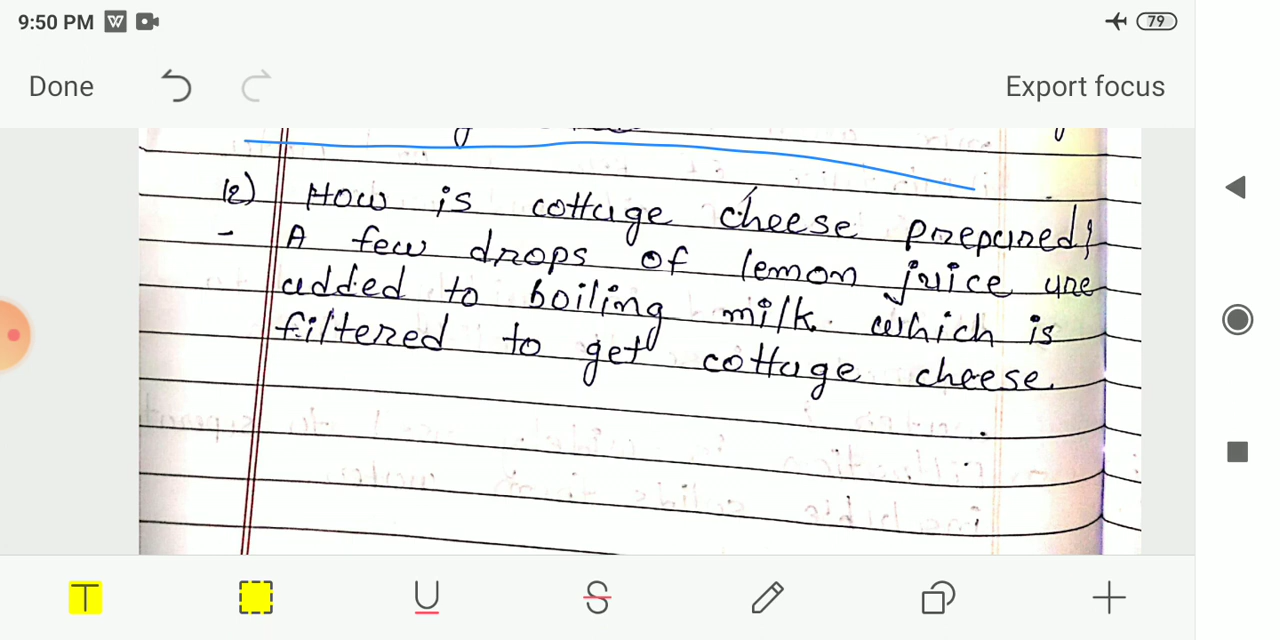 9:50 PM
79
Done
Export focus
12) How is cottage cheese prepared?
- A few drops of lemon juice are
added to boiling milk which is
filtered to get cottage cheese.
T
U
S